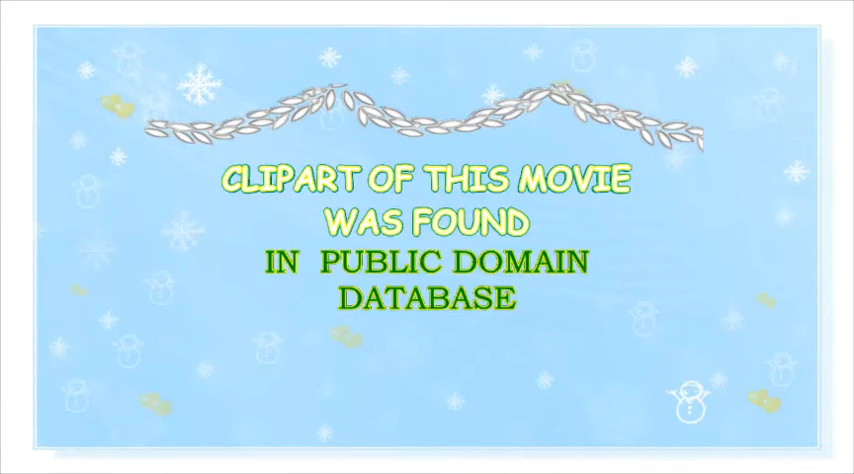 CLIPART OF THIS MOVIE
WAS FOUND
IN PUBLIC DOMAIN
DATABASE